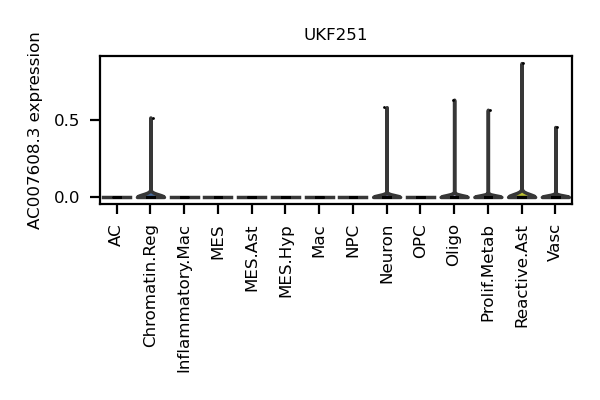 UKF251
AC007608.3 expression
0.5
0.0
AC
Chromatin.Reg
Inflammatory.Mac
MES
MES.Ast
MES.Hyp
Mac
NPC
Neuron
OPC
Oligo
Prolif.Metab
Reactive.Ast
Vasc